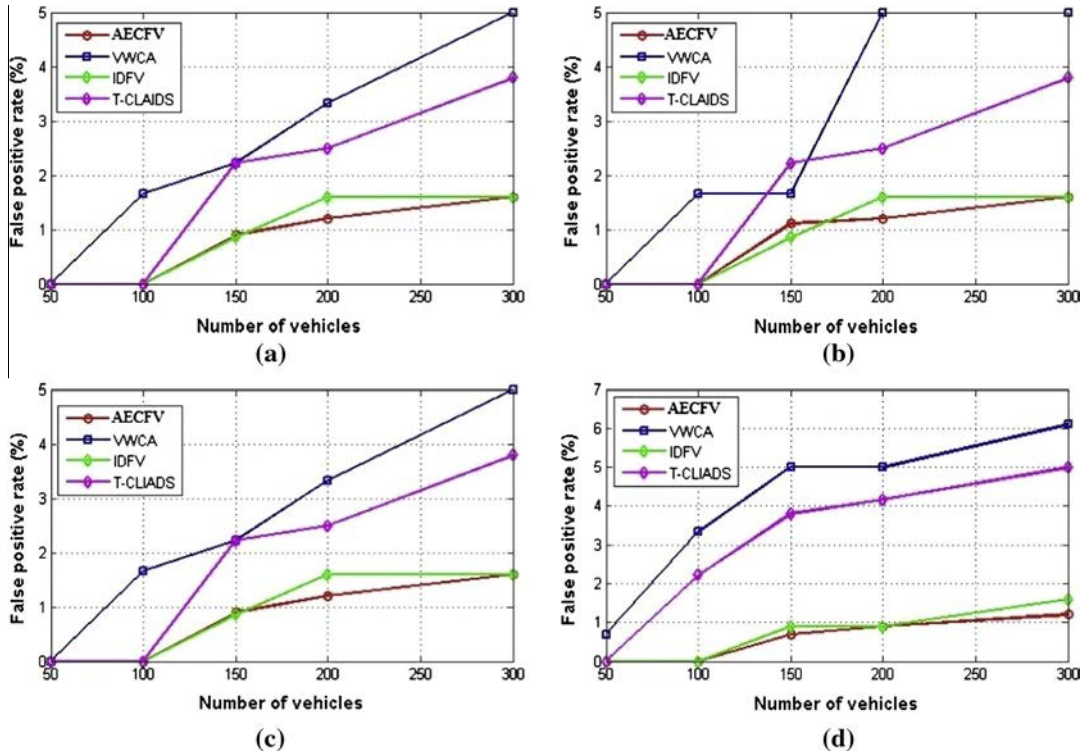 5
4
3
2
1
0
False positive rate (%)
AECFV
VWCA
IDFV
T-CLAIDS
50 100 150 200 250 300
Number of vehicles
(a)
5
4
3
2
1
0
False positive rate (%)
AECFV
VWCA
IDFV
T-CLAIDS
50 100 150 200 250 300
Number of vehicles
(b)
5
4
3
2
1
0
False positive rate (%)
AECFV
VWCA
IDFV
T-CLIADS
50 100 150 200 250 300
Number of vehicles
(c)
7
6
5
4
3
2
1
0
False positive rate (%)
AECFV
VWCA
IDFV
T-CLIADS
50 100 150 200 250 300
Number of vehicles
(d)